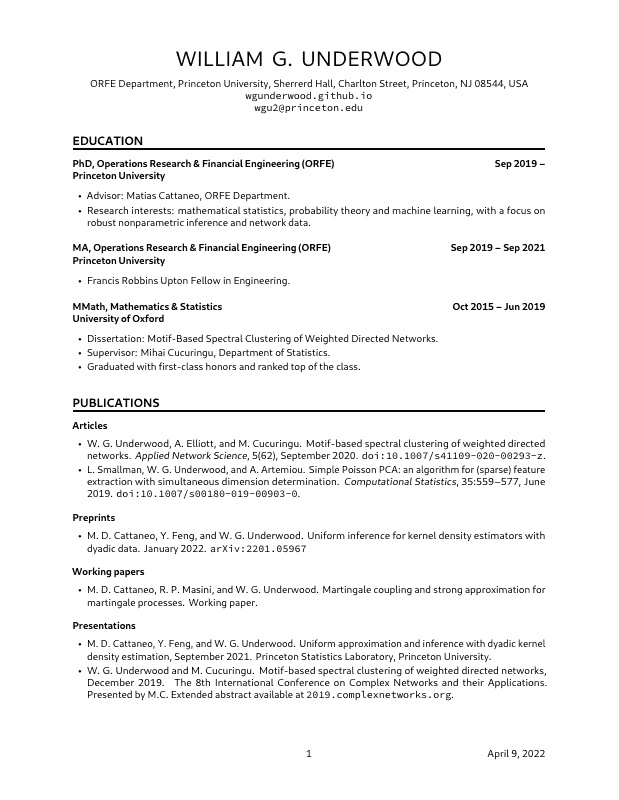 WILLIAM G. UNDERWOOD
ORFE Department, Princeton University, Sherrerd Hall, Charlton Street, Princeton, NJ 08544, USA
wgunderwood.github.io
wgu2@princeton.edu
EDUCATION
PhD, Operations Research & Financial Engineering (ORFE) Sep 2019 –
Princeton University
• Advisor: Matias Cattaneo, ORFE Department.
• Research interests: mathematical statistics, probability theory and machine learning, with a focus on
robust nonparametric inference and network data.
MA, Operations Research & Financial Engineering (ORFE) Sep 2019 – Sep 2021
Princeton University
• Francis Robbins Upton Fellow in Engineering.
MMath, Mathematics & Statistics Oct 2015 – Jun 2019
University of Oxford
• Dissertation: Motif-Based Spectral Clustering of Weighted Directed Networks.
• Supervisor: Mihai Cucuringu, Department of Statistics.
• Graduated with first-class honors and ranked top of the class.
PUBLICATIONS
Articles
• W. G. Underwood, A. Elliott, and M. Cucuringu. Motif-based spectral clustering of weighted directed
networks. Applied Network Science, 5(62), September 2020. doi:10.1007/s41109-020-00293-z.
• L. Smallman, W. G. Underwood, and A. Artemiou. Simple Poisson PCA: an algorithm for (sparse) feature
extraction with simultaneous dimension determination. Computational Statistics, 35:559–577, June
2019. doi:10.1007/s00180-019-00903-0.
Preprints
• M. D. Cattaneo, Y. Feng, and W. G. Underwood. Uniform inference for kernel density estimators with
dyadic data. January 2022. arXiv:2201.05967
Working papers
• M. D. Cattaneo, R. P. Masini, and W. G. Underwood. Martingale coupling and strong approximation for
martingale processes. Working paper.
Presentations
• M. D. Cattaneo, Y. Feng, and W. G. Underwood. Uniform approximation and inference with dyadic kernel
density estimation, September 2021. Princeton Statistics Laboratory, Princeton University.
• W. G. Underwood and M. Cucuringu. Motif-based spectral clustering of weighted directed networks,
December 2019. The 8th International Conference on Complex Networks and their Applications.
Presented by M.C. Extended abstract available at 2019.complexnetworks.org.
1 April 9, 2022